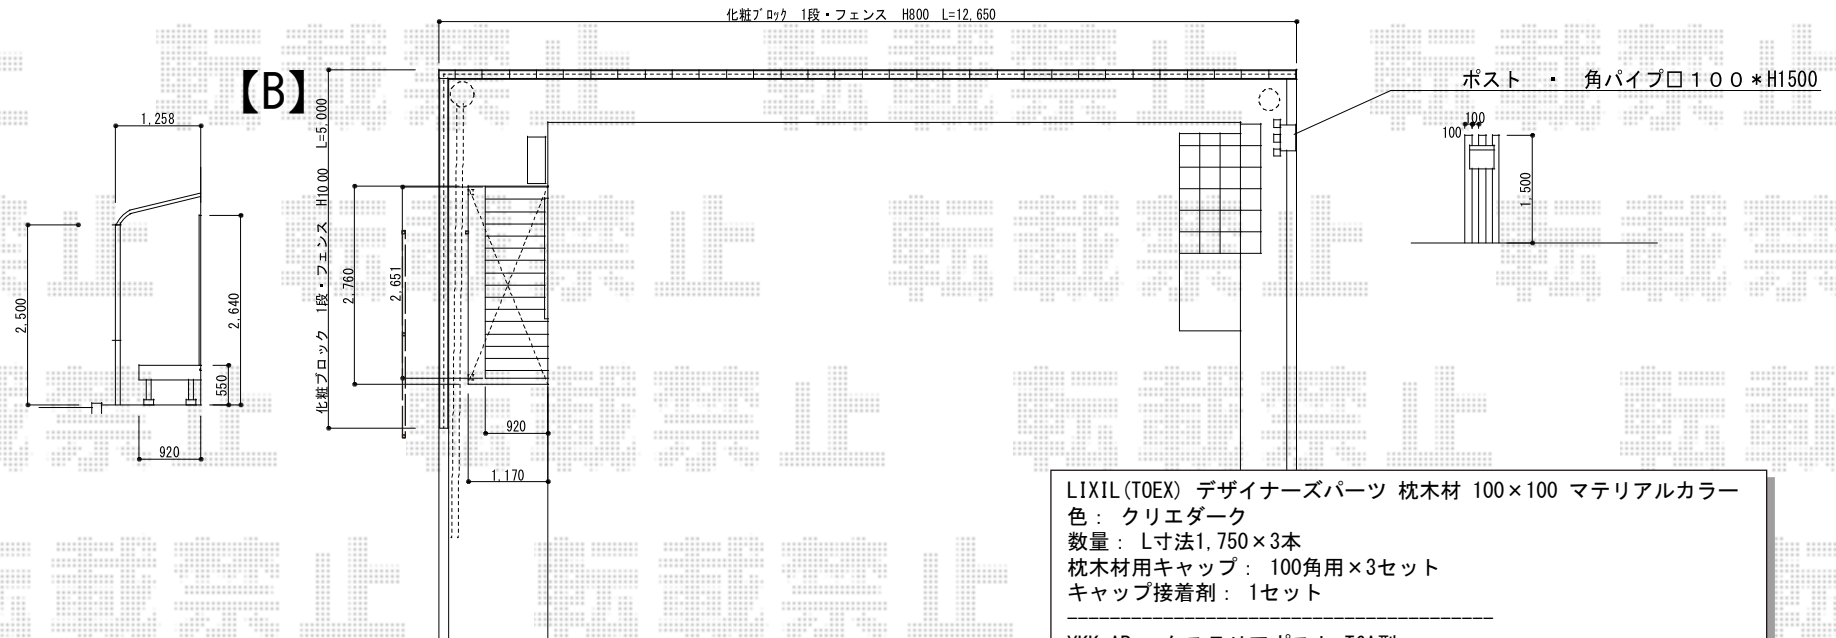 化粧ブロック 1段・フェンス H800 L=12,650
【B】
ポスト ・ 角パイプ□100*H1500
1,258
100
100
1,500
化粧ブロック 1段・フェンス H1000 L=5,000
2,500
2,640
550
920
2,760
2,651
920
1,170
LIXIL(TOEX) デザイナーズパーツ 枕木材 100×100 マテリアルカラー
色： クリエダーク
数量： L寸法1,750×3本
枕木材用キャップ： 100角用×3セット
キャップ接着剤： 1セット
転載禁止